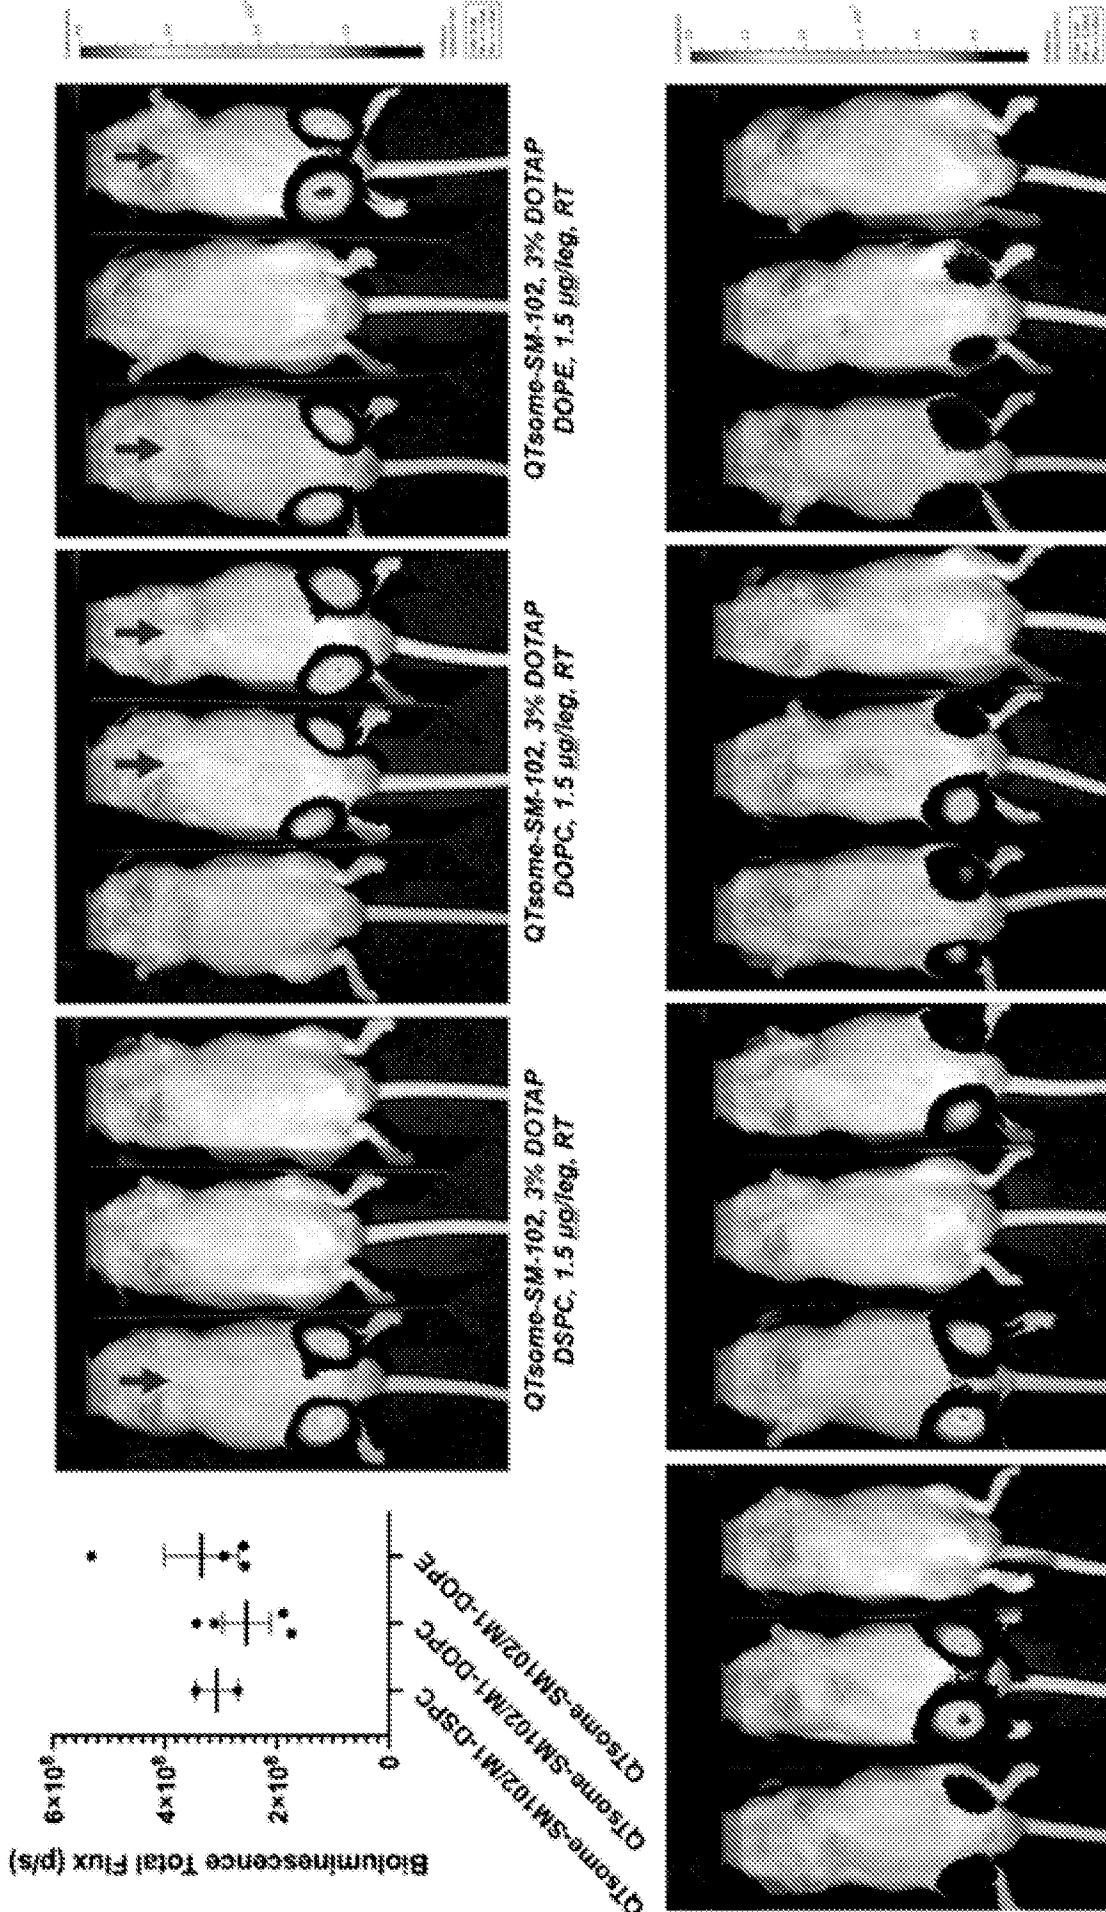 Bioluminescence Total Flux (p/s)
6×10⁸
4×10⁸
2×10⁸
0
QTsome-SM102/M1-DSPC
QTsome-SM102/M1-DOPC
QTsome-SM102/M1-DOPE
QTsome-SM-102, 3% DOTAP
DSPC, 1.5 µg/leg, RT
QTsome-SM-102, 3% DOTAP
DOPC, 1.5 µg/leg, RT
QTsome-SM-102, 3% DOTAP
DOPE, 1.5 µg/leg, RT